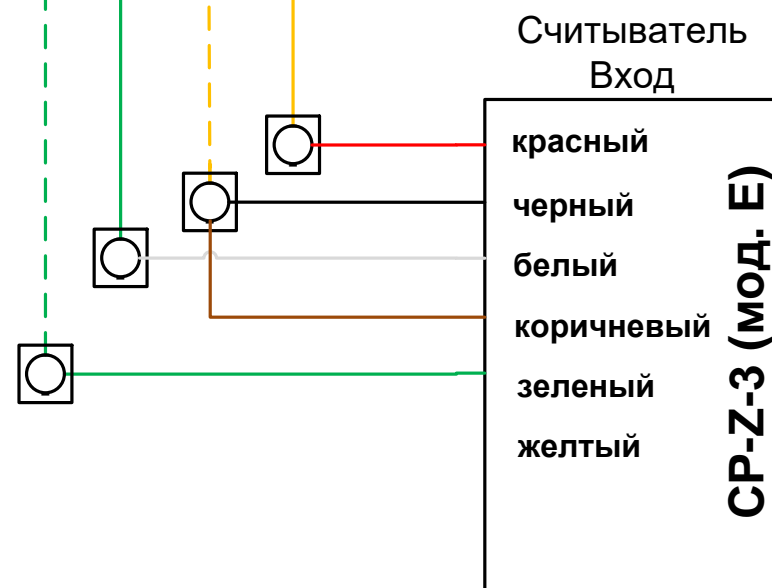 Считыватель
Вход
красный
черный
белый
коричневый
зеленый
желтый
CP-Z-3 (мод. E)